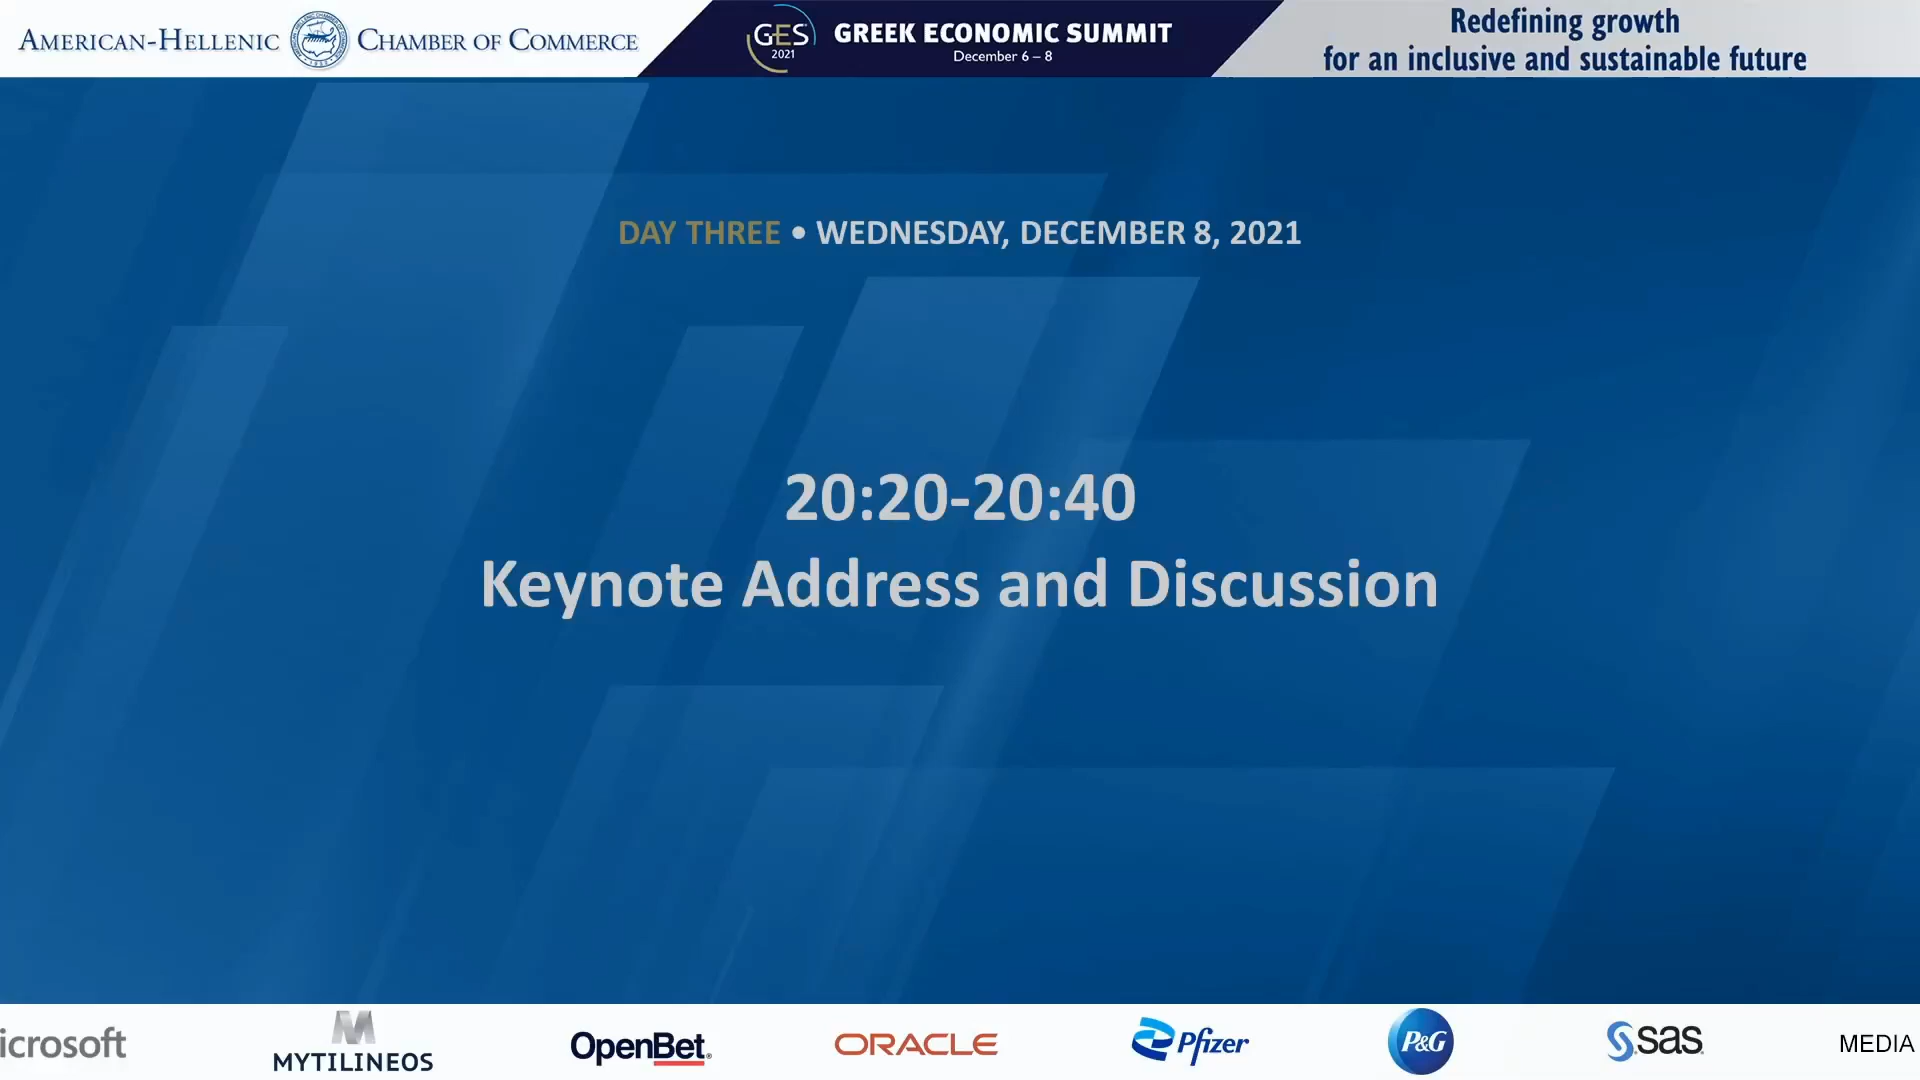 AMERICAN-HELLENIC CHAMBER OF COMMERCE
GES
2021
GREEK ECONOMIC SUMMIT
December 6 – 8
Redefining growth
for an inclusive and sustainable future
DAY THREE • WEDNESDAY, DECEMBER 8, 2021
20:20-20:40
Keynote Address and Discussion
icrosoft
MYTILINEOS
OpenBet
ORACLE
Pfizer
P&G
sas
MEDIA